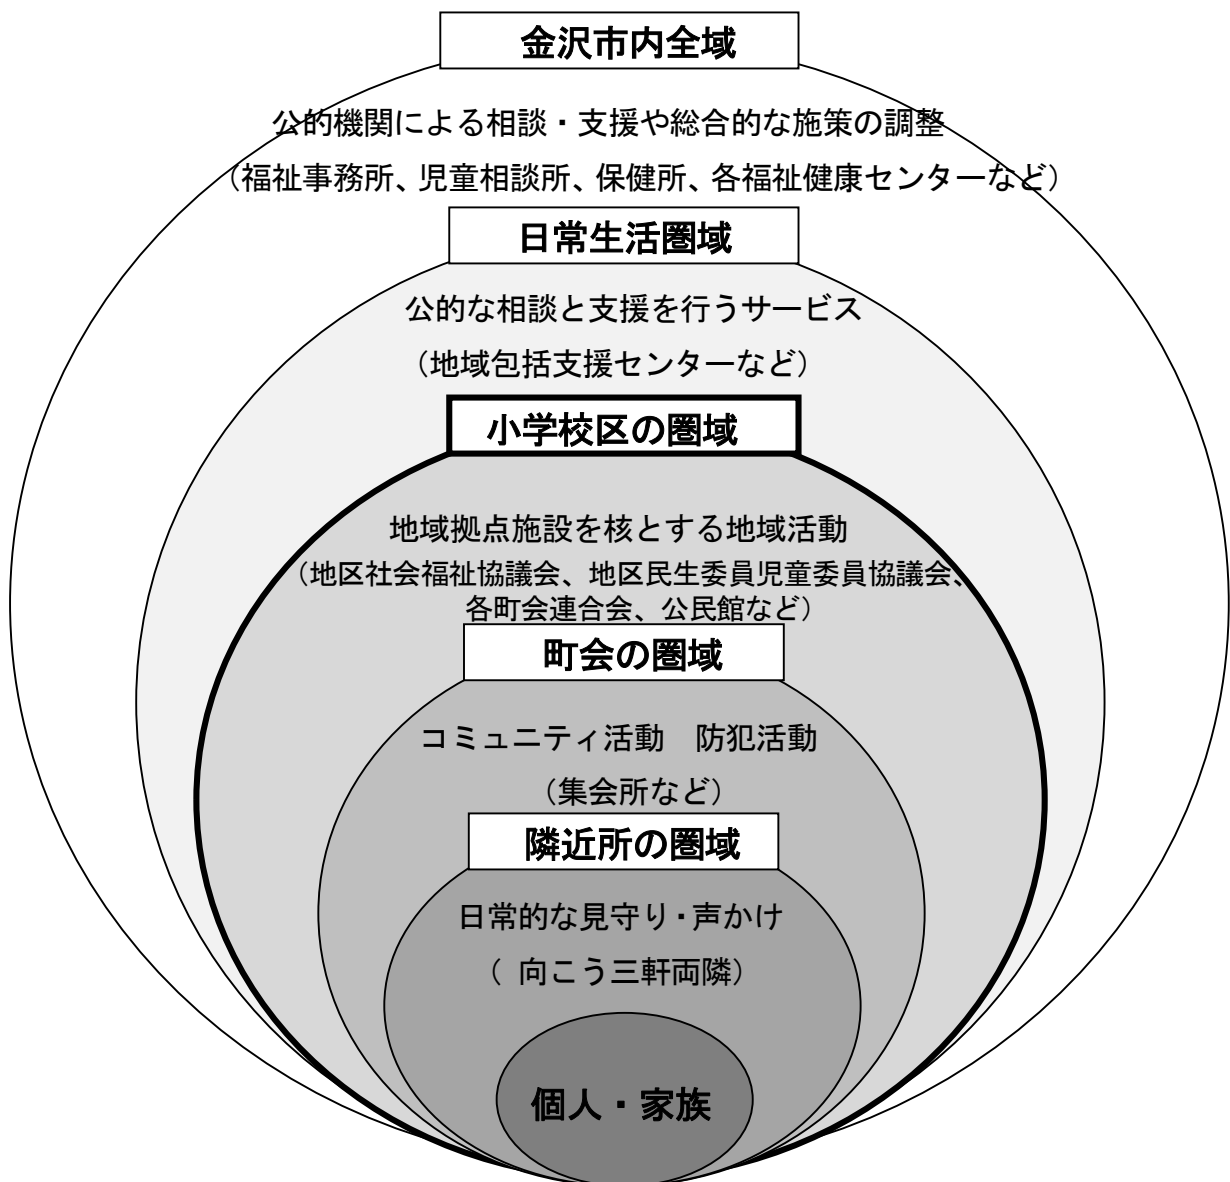 金沢市内全域
公的機関による相談・支援や総合的な施策の調整
（福祉事務所、児童相談所、保健所、各福祉健康センターなど）
日常生活圏域
公的な相談と支援を行うサービス
（地域包括支援センターなど）
小学校区の圏域
地域拠点施設を核とする地域活動
（地区社会福祉協議会、地区民生委員児童委員協議会、
各町会連合会、公民館など）
町会の圏域
コミュニティ活動　防犯活動
（集会所など）
隣近所の圏域
日常的な見守り・声かけ
（ 向こう三軒両隣）
個人・家族